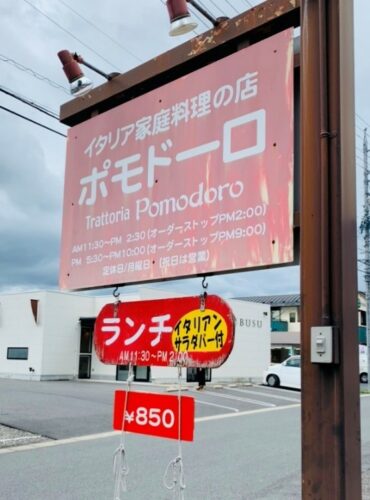 イタリア家庭料理の店
ポモドーロ
Trattoria Pomodoro
AM11:30〜PM 2:30(オーダーストップPM2:00)
PM 5:30〜PM10:00(オーダーストップPM9:00)
定休日/月曜日・(祝日は営業)
ランチ
イタリアン
サラダバー付
AM11:30〜PM2:00
¥850
BUSU